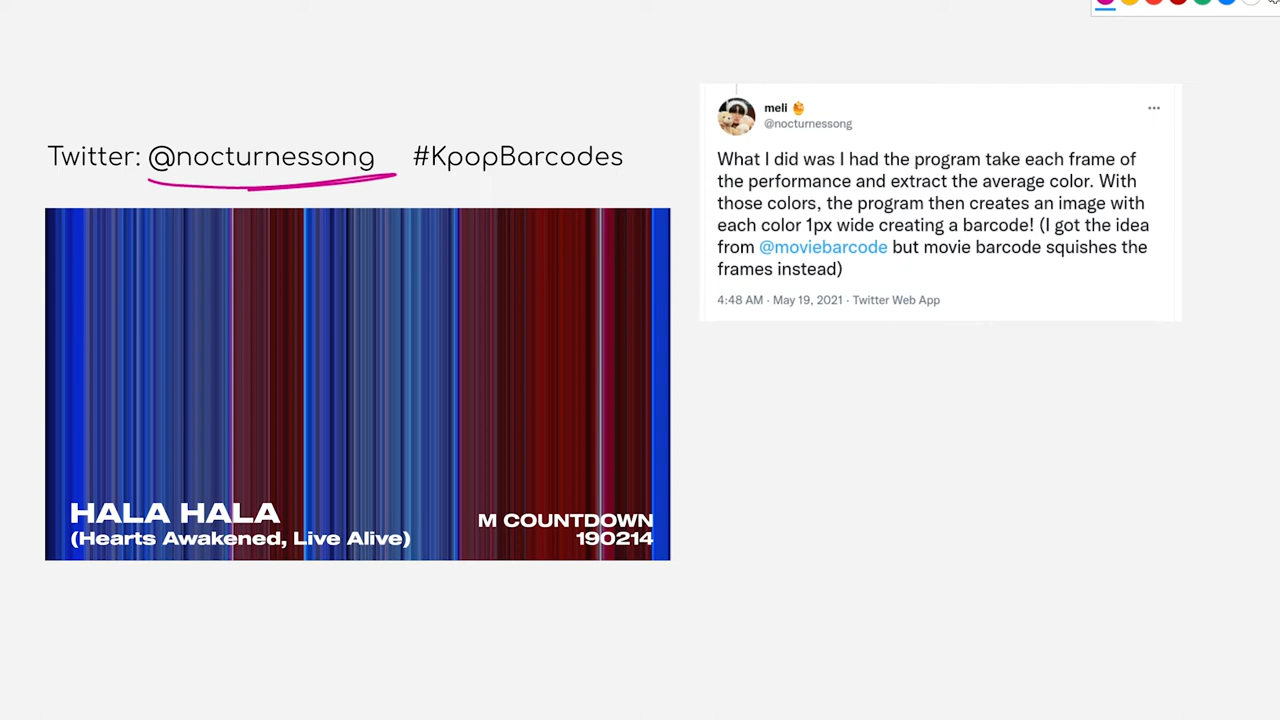 Twitter: @nocturnessong #KpopBarcodes
HALA HALA
(Hearts Awakened, Live Alive)
M COUNTDOWN
190214
meli
@nocturnessong
What I did was I had the program take each frame of
the performance and extract the average color. With
those colors, the program then creates an image with
each color 1px wide creating a barcode! (I got the idea
from @moviebarcode but movie barcode squishes the
frames instead)
4:48 AM · May 19, 2021 · Twitter Web App